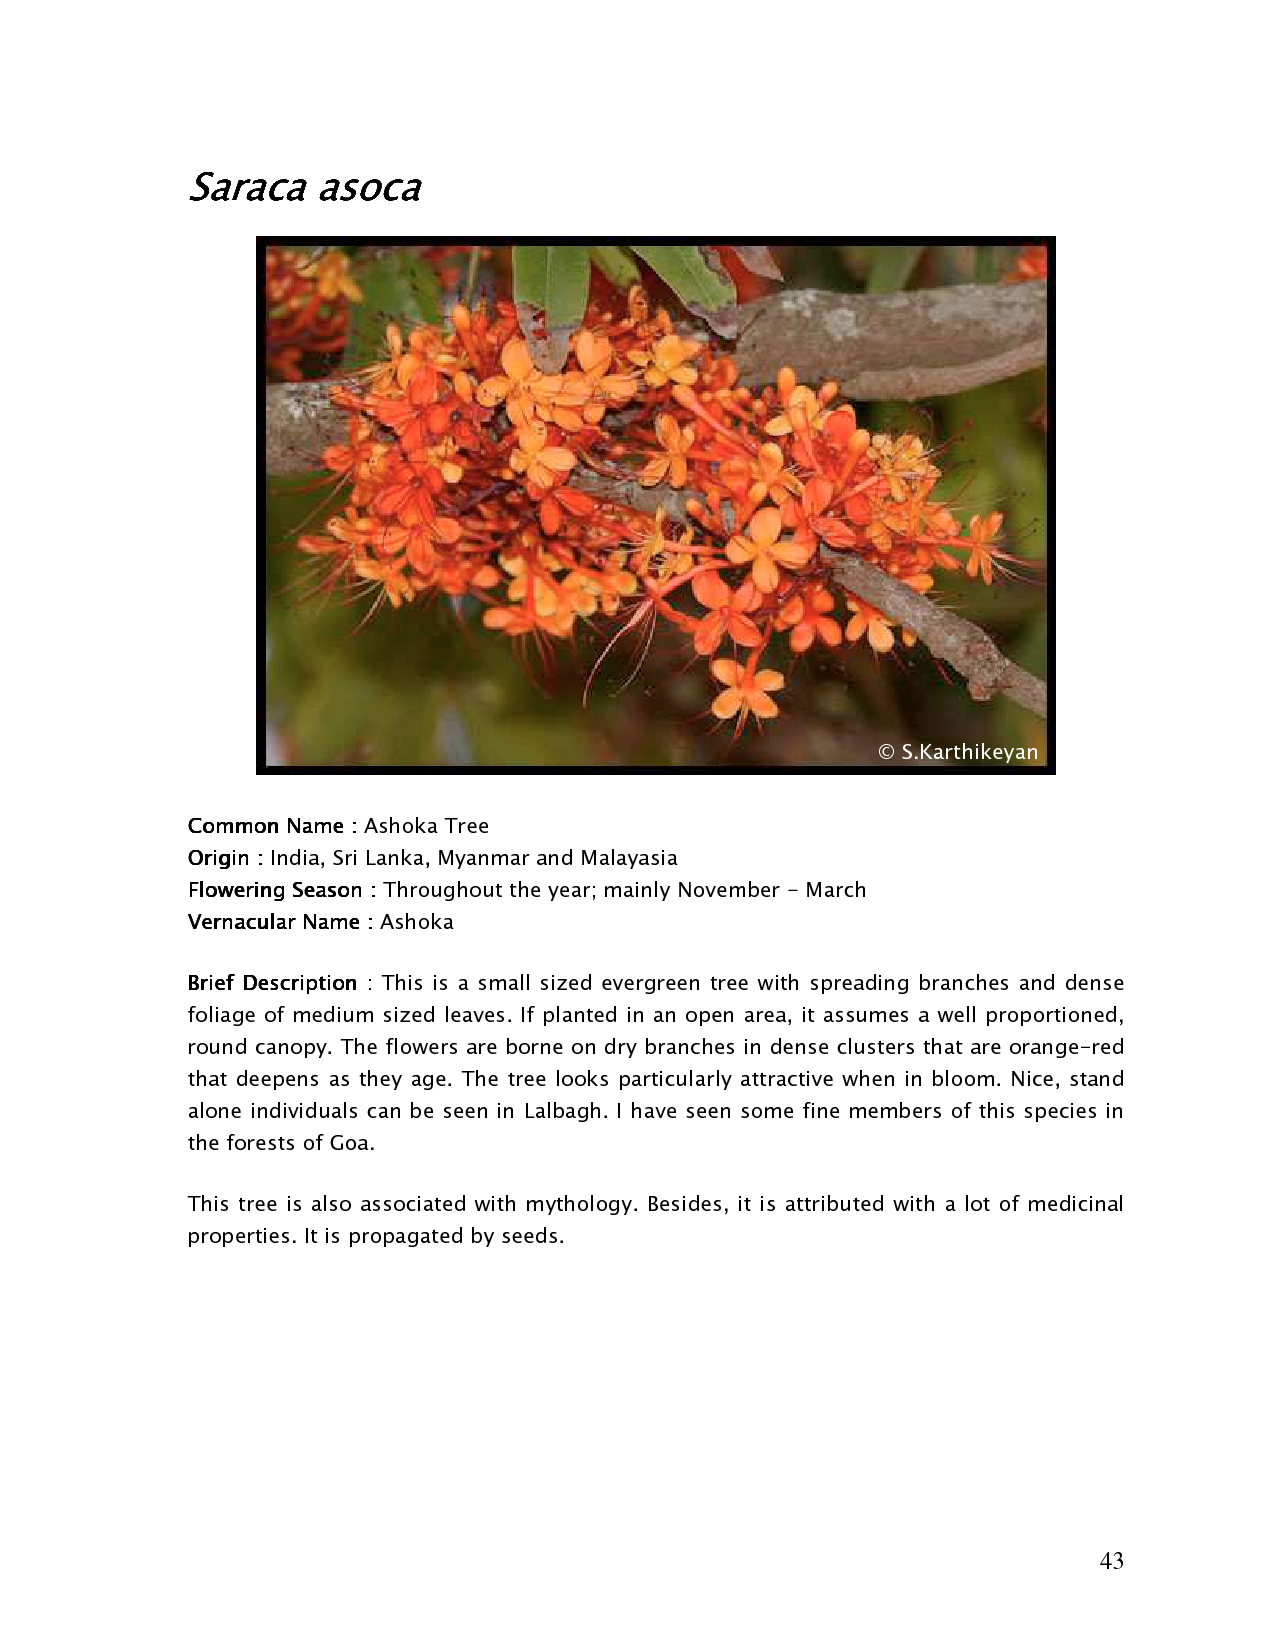 Saraca asoca
© S.Karthikeyan
Common Name : Ashoka Tree
Origin : India, Sri Lanka, Myanmar and Malayasia
Flowering Season : Throughout the year; mainly November - March
Vernacular Name : Ashoka
Brief Description : This is a small sized evergreen tree with spreading branches and dense
foliage of medium sized leaves. If planted in an open area, it assumes a well proportioned,
round canopy. The flowers are borne on dry branches in dense clusters that are orange-red
that deepens as they age. The tree looks particularly attractive when in bloom. Nice, stand
alone individuals can be seen in Lalbagh. I have seen some fine members of this species in
the forests of Goa.
This tree is also associated with mythology. Besides, it is attributed with a lot of medicinal
properties. It is propagated by seeds.
43